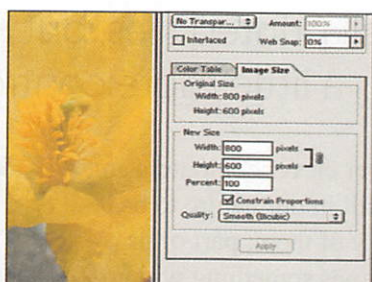 No Transpar... Amount: 100%
Interlaced Web Snap: 0%
Color Table Image Size
Original Size
Width: 800 pixels
Height: 600 pixels
New Size
Width: 800 pixels
Height: 600 pixels
Percent: 100
Constrain Proportions
Quality: Smooth (Bicubic)
Apply